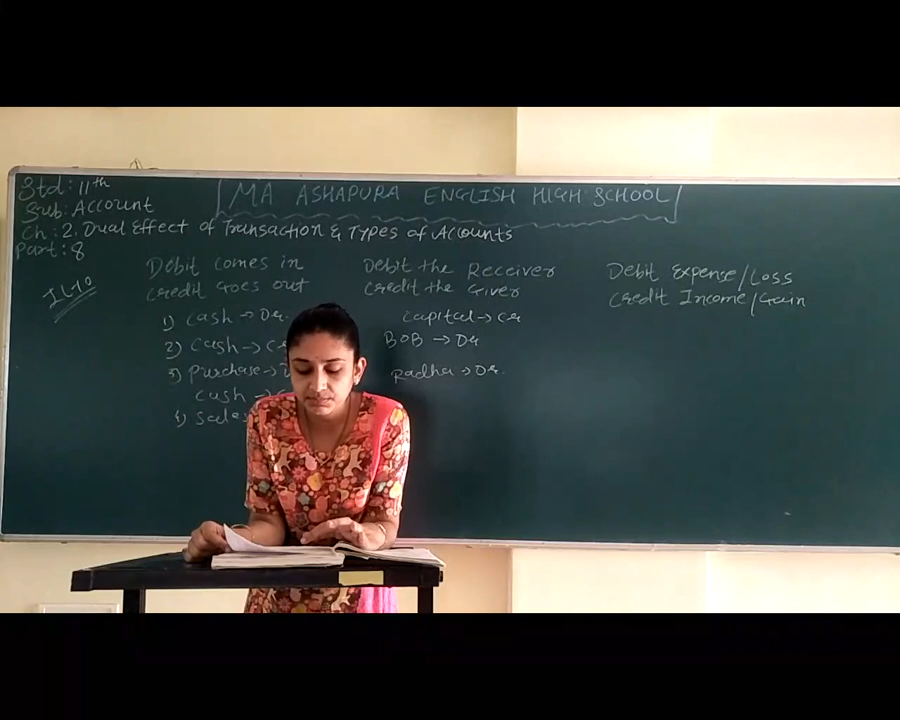 Std: 11th
MA ASHAPURA ENGLISH HIGH SCHOOL
Sub: Account
Ch: 2. Dual Effect of Transaction & Types of Accounts
Part: 8
Debit comes in
credit Goes out
Debit the Receiver
credit the Giver
Debit Expense/Loss
Credit Income/Gain
1) Cash → Dr.
capital → Cr
2) Cash → C
BOB → Dr
3) Purchase →
Radha → Dr.
cash →
4) Sales